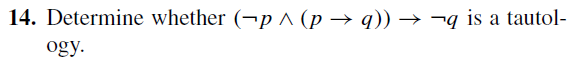 14. Determine whether (¬p ∧ (p → q)) → ¬q is a tautol-
ogy.